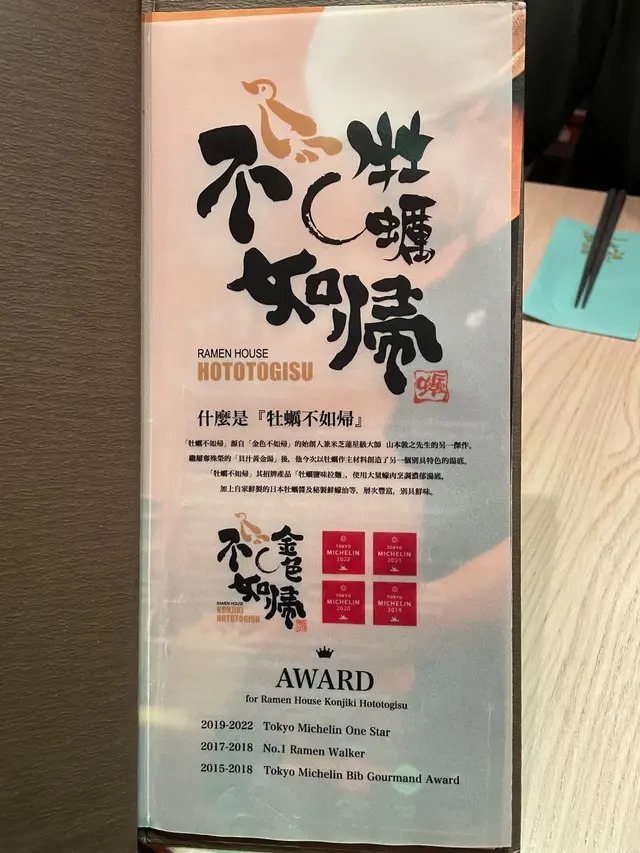 牡蠣
不如帰
RAMEN HOUSE
HOTOTOGISU
什麼是『牡蠣不如帰』
「牡蠣不如帰」源自「金色不如帰」的始創人兼米芝蓮星級大師 山本敦之先生的另一傑作。
繼屢奪殊榮的「貝汁黃金湯」後，他今次以牡蠣作主材料創造了另一個別具特色的湯底。
「牡蠣不如帰」其招牌產品「牡蠣鹽味拉麵」，使用大量蠔肉烹調濃郁湯底，
加上自家鮮製的日本牡蠣醬及秘製鮮蠔油等，層次豐富，別具鮮味。
金色
不如帰
RAMEN HOUSE
KONJIKI
HOTOTOGISU
TOKYO
MICHELIN
2022
TOKYO
MICHELIN
2021
TOKYO
MICHELIN
2020
TOKYO
MICHELIN
2019
AWARD
for Ramen House Konjiki Hototogisu
2019-2022 Tokyo Michelin One Star
2017-2018 No.1 Ramen Walker
2015-2018 Tokyo Michelin Bib Gourmand Award